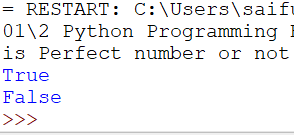 = RESTART: C:\Users\saifu
01\2 Python Programming
is Perfect number or not
True
False
>>>